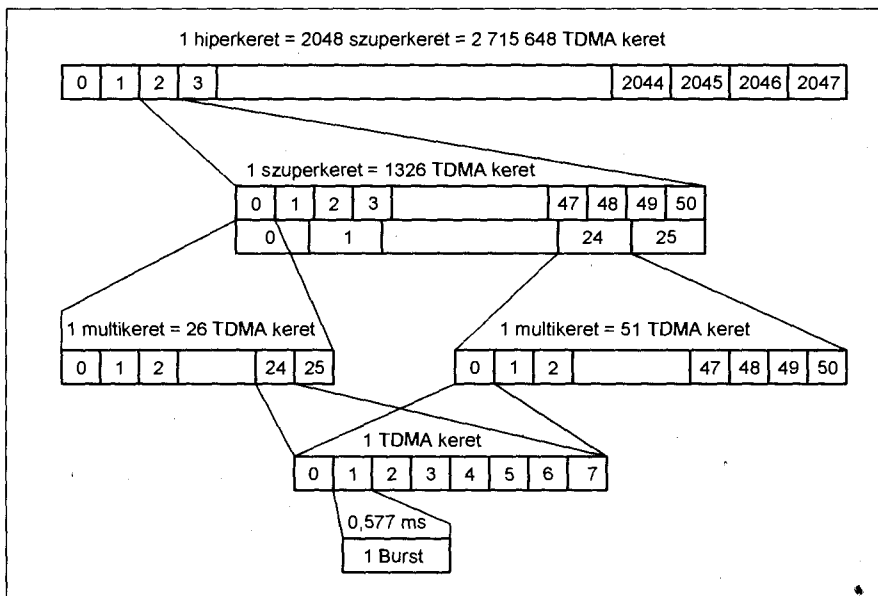 1 hiperkeret = 2048 szuperkeret = 2 715 648 TDMA keret
0 1 2 3 2044 2045 2046 2047
1 szuperkeret = 1326 TDMA keret
0 1 2 3 47 48 49 50
0 1 24 25
1 multikeret = 26 TDMA keret
0 1 2 24 25
1 multikeret = 51 TDMA keret
0 1 2 47 48 49 50
1 TDMA keret
0 1 2 3 4 5 6 7
0,577 ms
1 Burst